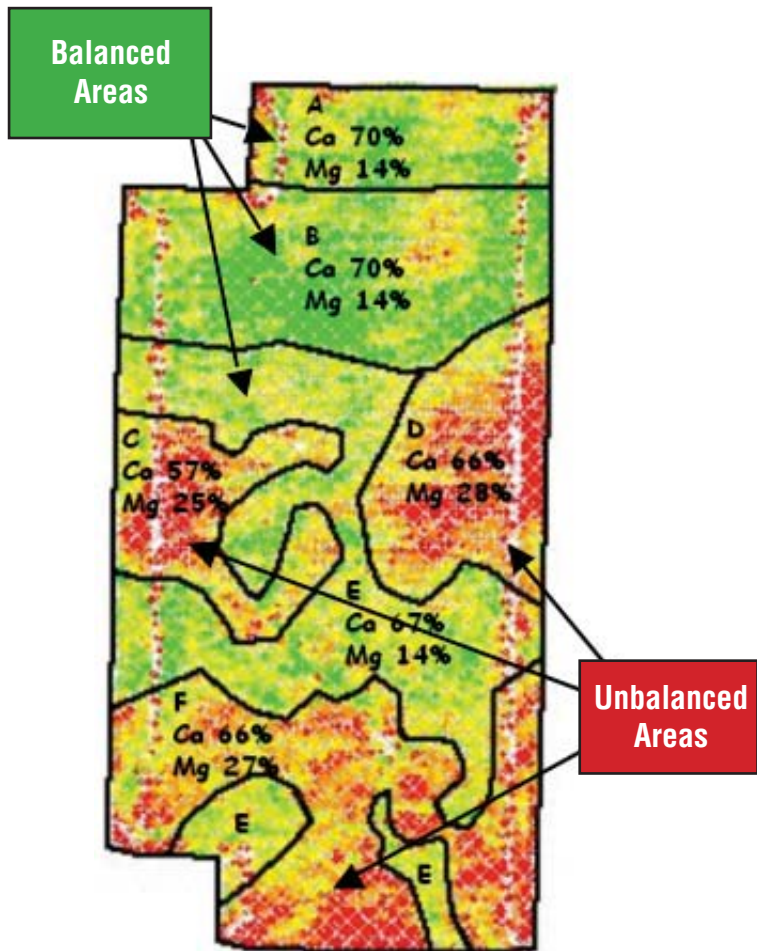 Balanced
Areas
A
Ca 70%
Mg 14%
B
Ca 70%
Mg 14%
C
Ca 57%
Mg 25%
D
Ca 66%
Mg 28%
E
Ca 67%
Mg 14%
Unbalanced
Areas
F
Ca 66%
Mg 27%
E
E